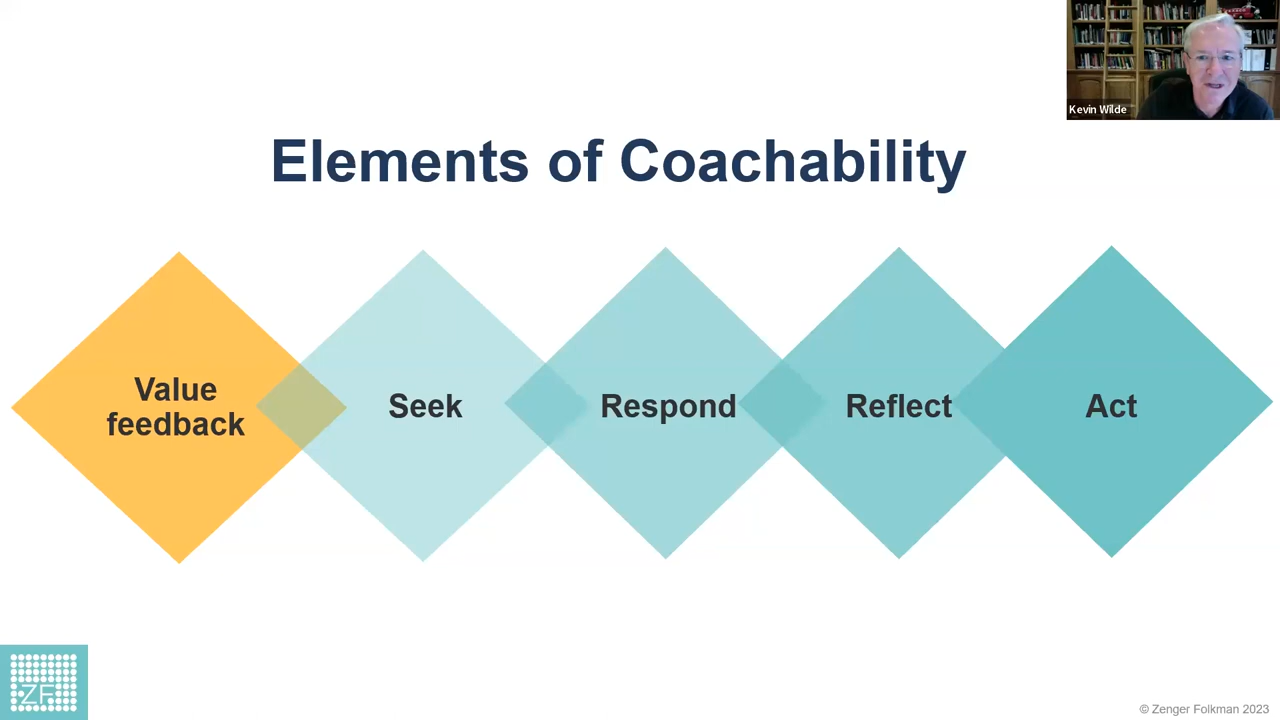 Kevin Wilde
Elements of Coachability
Value
feedback
Seek
Respond
Reflect
Act
ZF
© Zenger Folkman 2023